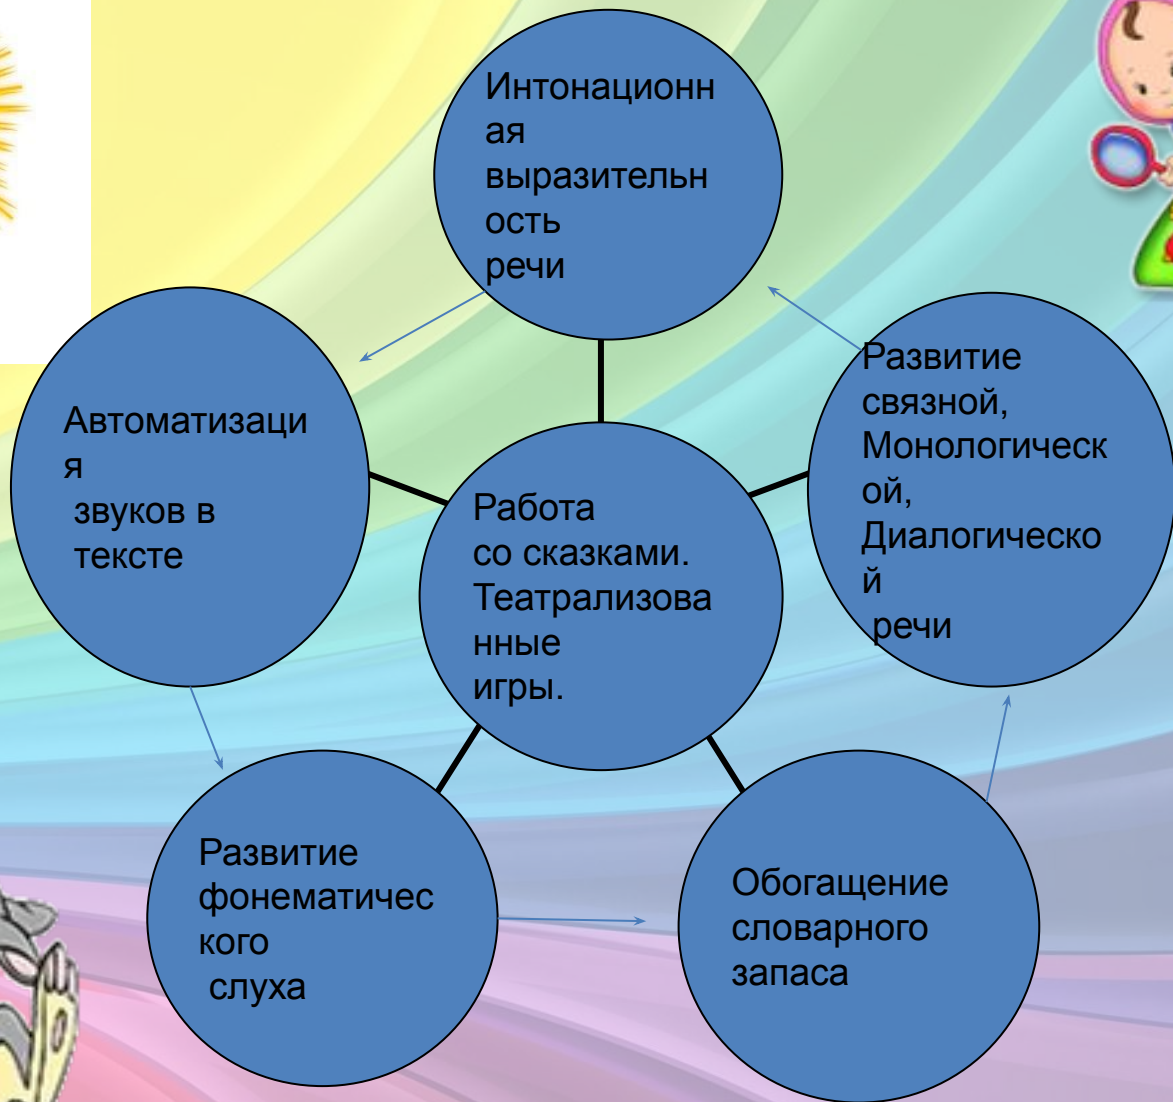 Интонационн
ая
выразительн
ость
речи
Автоматизаци
я
звуков в
тексте
Работа
со сказками.
Театрализова
нные
игры.
Развитие
связной,
Монологическ
ой,
Диалогическо
й
речи
Развитие
фонематичес
кого
слуха
Обогащение
словарного
запаса